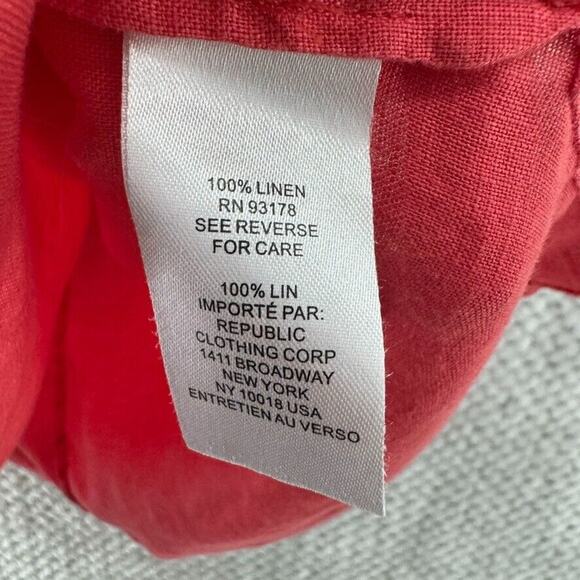 100% LINEN
RN 93178
SEE REVERSE
FOR CARE
100% LIN
IMPORTÉ PAR:
REPUBLIC
CLOTHING CORP
1411 BROADWAY
NEW YORK
NY 10018 USA
ENTRETIEN AU VERSO